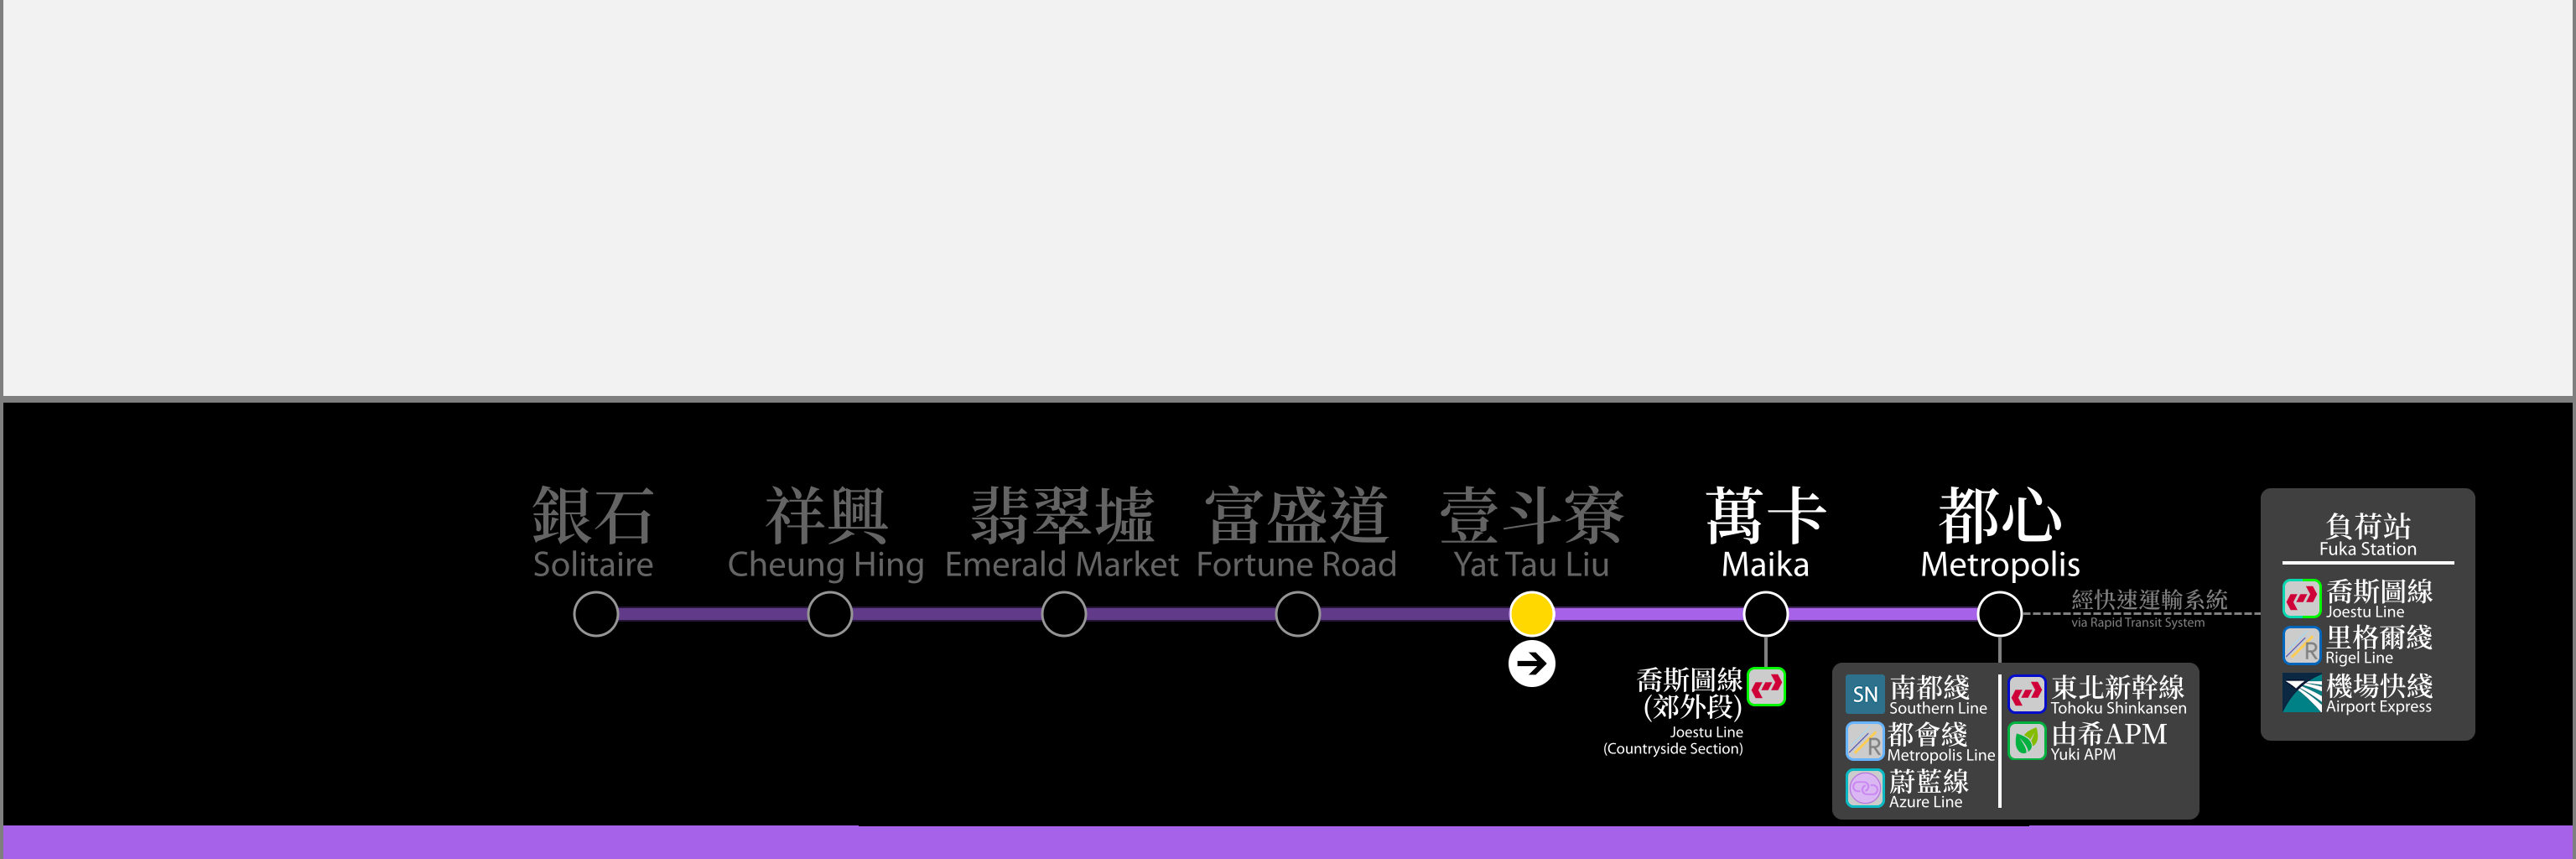 銀石
Solitaire
祥興
Cheung Hing
翡翠墟
Emerald Market
富盛道
Fortune Road
壹斗寮
Yat Tau Liu
萬卡
Maika
都心
Metropolis
喬斯圖線
(郊外段)
Joestu Line
(Countryside Section)
SN 南都綫
Southern Line
R 都會綫
Metropolis Line
蔚藍線
Azure Line
東北新幹線
Tohoku Shinkansen
由希APM
Yuki APM
經快速運輸系統
via Rapid Transit System
負荷站
Fuka Station
喬斯圖線
Joestu Line
R 里格爾綫
Rigel Line
機場快綫
Airport Express